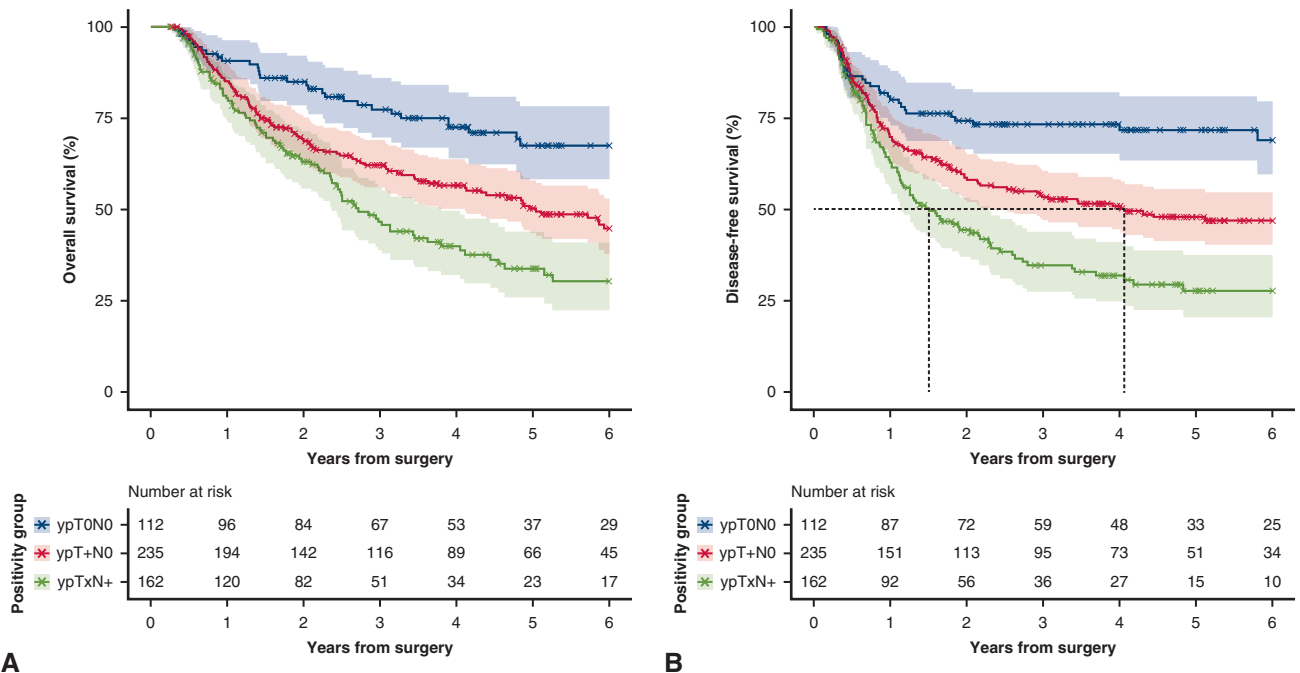 100
75
50
25
0
Overall survival (%)
0 1 2 3 4 5 6
Years from surgery
Number at risk
Positivity group
ypT0N0 112 96 84 67 53 37 29
ypT+N0 235 194 142 116 89 66 45
ypTxN+ 162 120 82 51 34 23 17
0 1 2 3 4 5 6
Years from surgery
A
100
75
50
25
0
Disease-free survival (%)
0 1 2 3 4 5 6
Years from surgery
Number at risk
Positivity group
ypT0N0 112 87 72 59 48 33 25
ypT+N0 235 151 113 95 73 51 34
ypTxN+ 162 92 56 36 27 15 10
0 1 2 3 4 5 6
Years from surgery
B